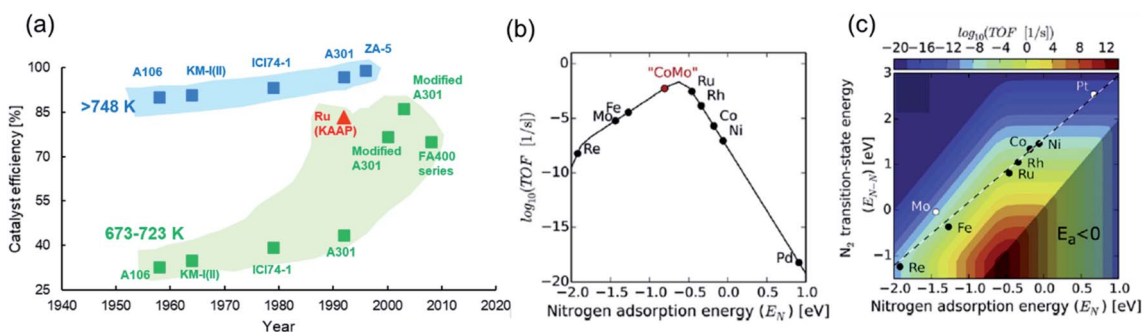 (a)
Catalyst efficiency [%]
100
85
75
55
40
25
1940
1950
1960
1970
1980
1990
2000
2010
2020
Year
>748 K
673-723 K
A106
KM-I(II)
ICI74-1
A301
ZA-5
Ru
(KAAP)
Modified
A301
Modified
A301
FA400
series
A106
KM-I(II)
ICI74-1
A301
(b)
log₁₀(TOF [1/s])
0
−5
−10
−15
−20
−2.0
−1.5
−1.0
−0.5
0.0
0.5
1.0
Nitrogen adsorption energy (E_N) [eV]
"CoMo"
Ru
Rh
Co
Ni
Fe
Mo
Re
Pd
(c)
log₁₀(TOF [1/s])
−20
−16
−12
−8
−4
0
4
8
12
N₂ transition-state energy
(E_N−N) [eV]
3
2
1
0
−1
−2.0
−1.5
−1.0
−0.5
0.0
0.5
1.0
Nitrogen adsorption energy (E_N) [eV]
Pt
Co
Ni
Rh
Ru
Mo
Fe
Re
Eₐ<0